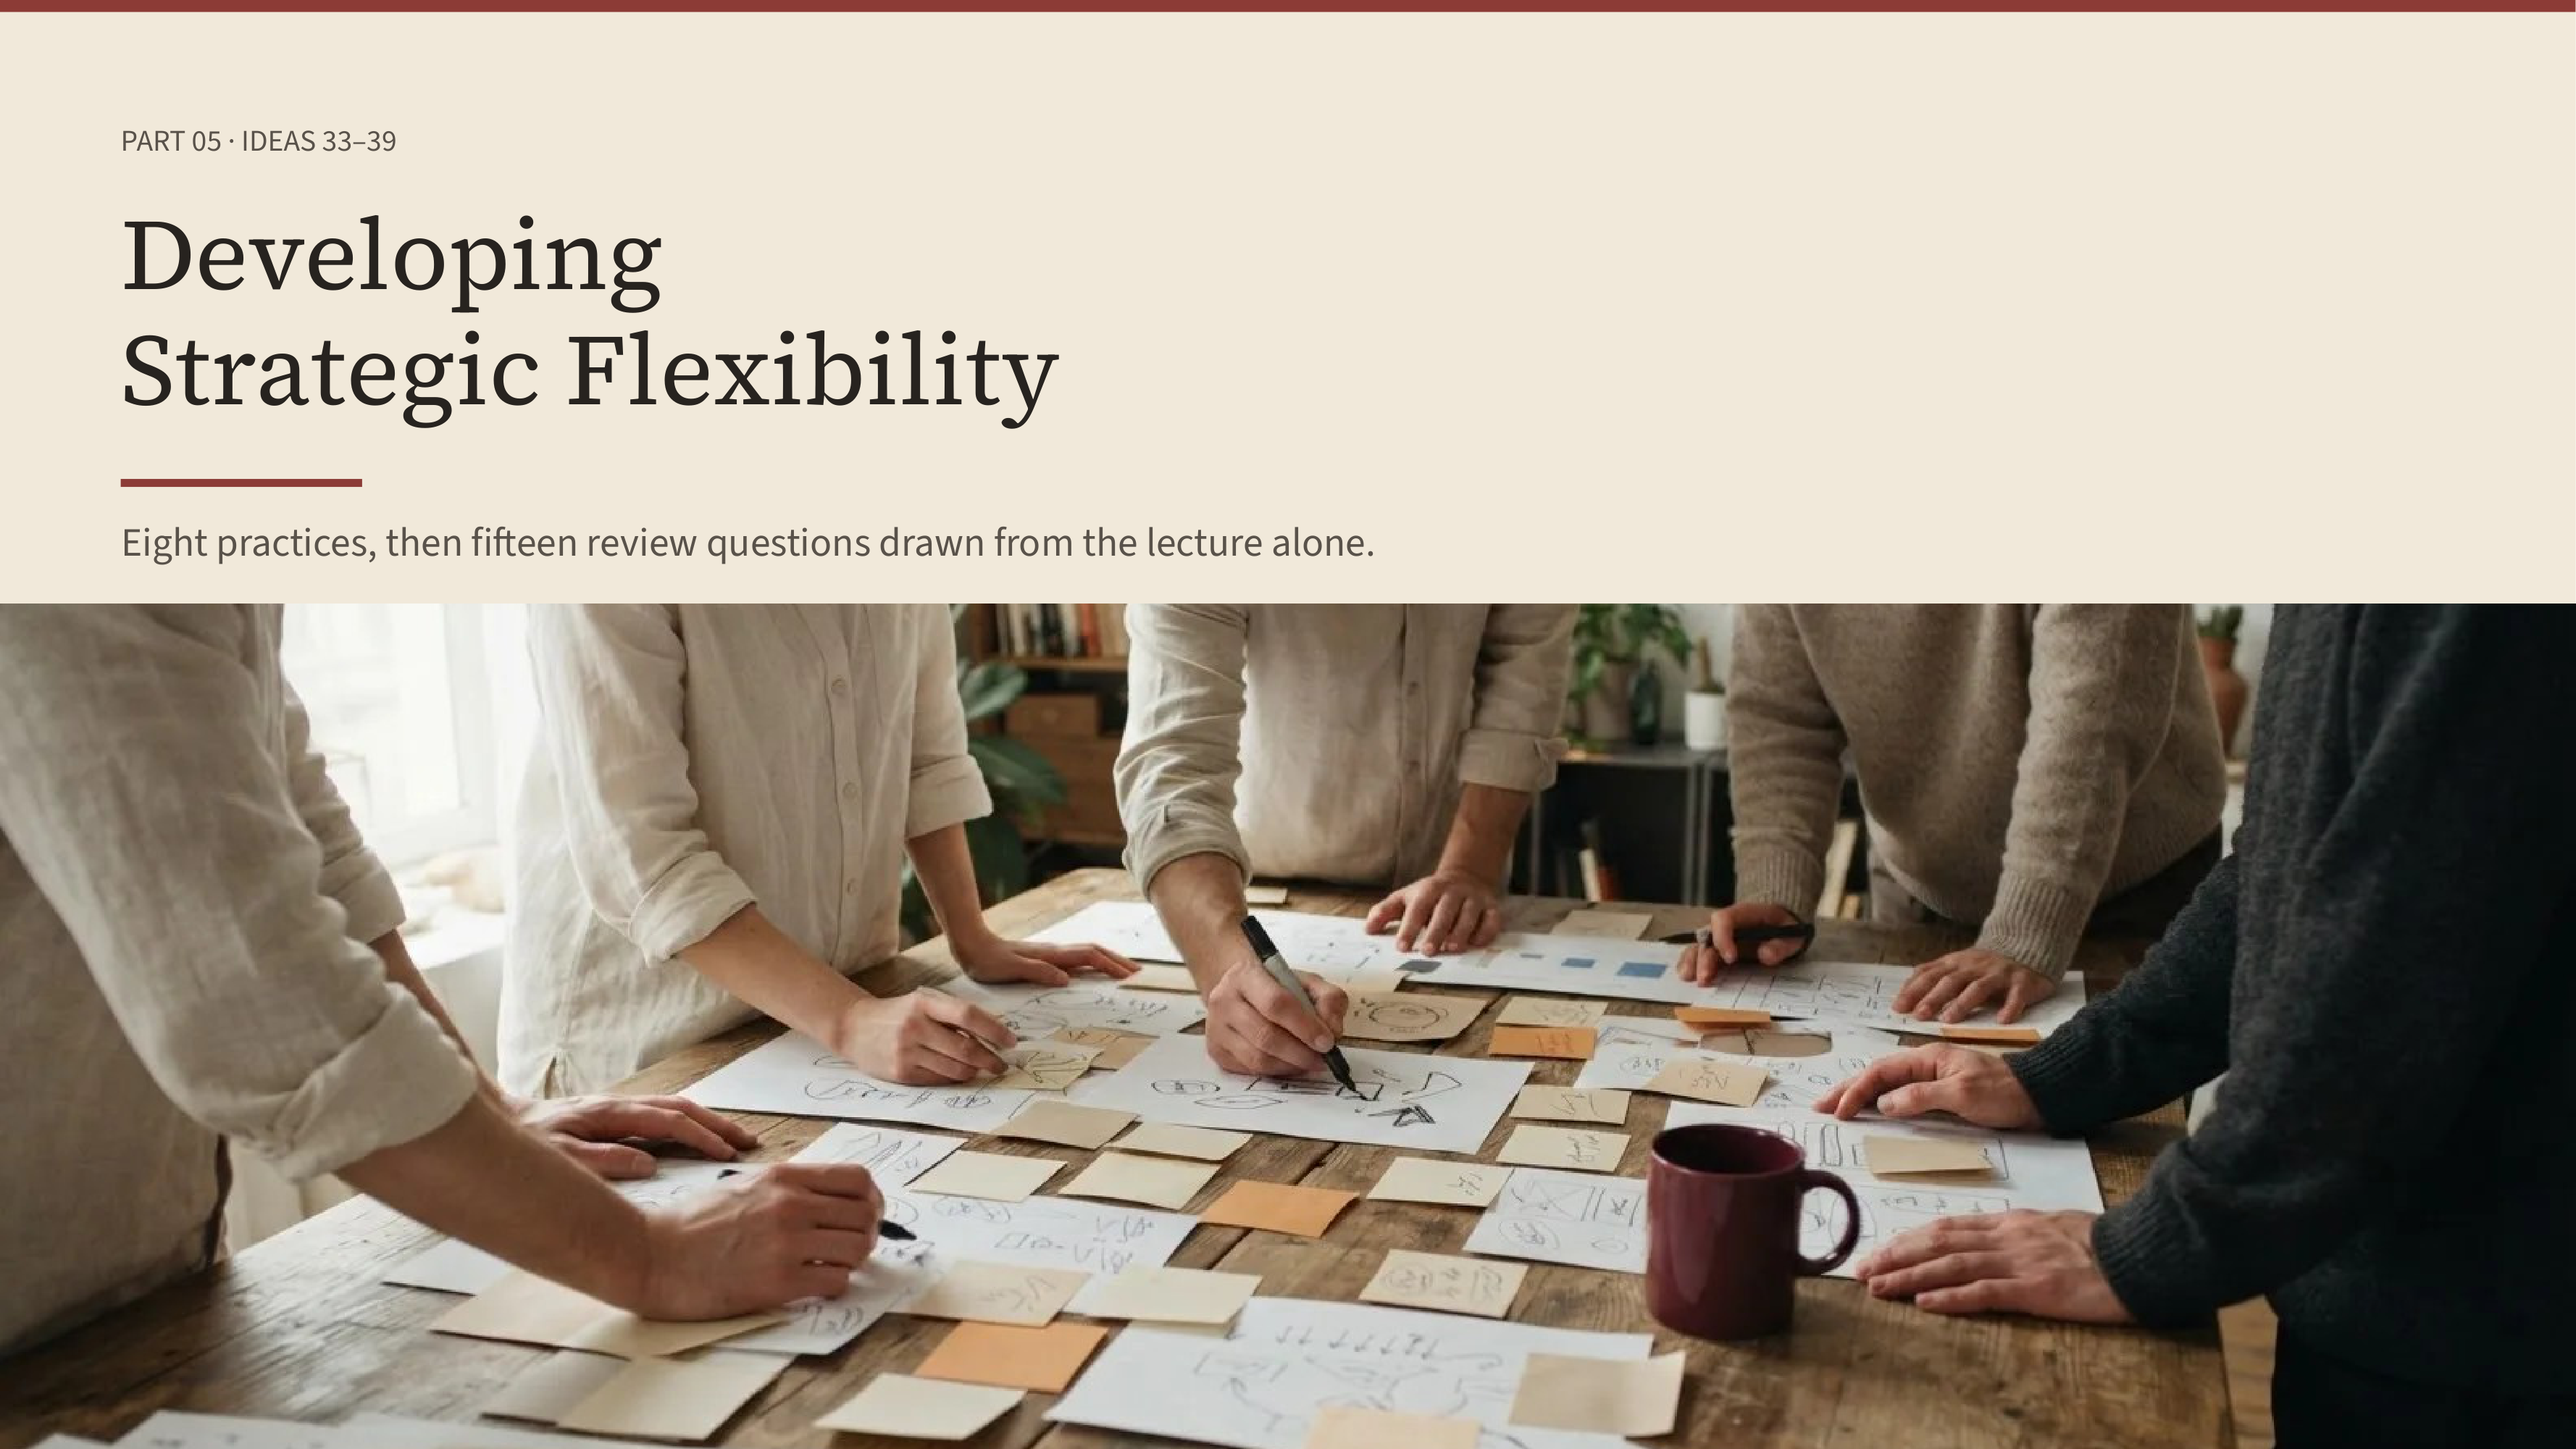 PART 05 · IDEAS 33–39
Developing
Strategic Flexibility
Eight practices, then fifteen review questions drawn from the lecture alone.